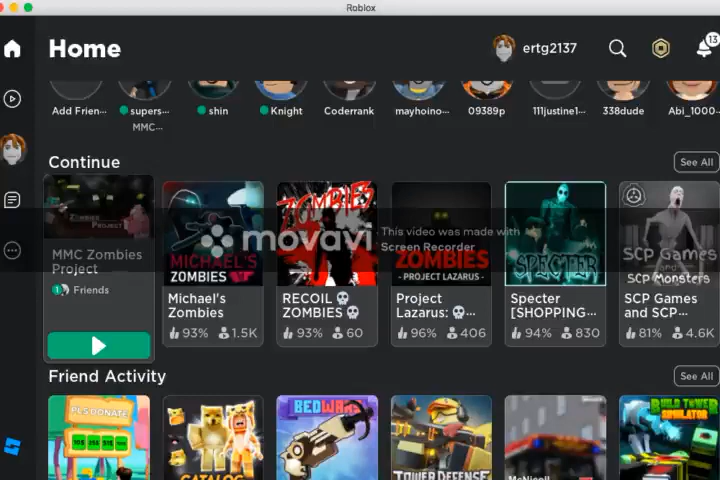 Roblox
Home
ertg2137
13
Add Frien··· supers··· shin Knight Coderrank mayhoino··· 09389p 111justine1··· 338dude Abi_1000···
MMC···
Continue
See All
ZOMBIES PROJECT
MMC Zombies Project
1 Friends
MICHAEL'S ZOMBIES
Michael's Zombies
93% 1.5K
ZOMBIES
RECOIL 💀 ZOMBIES 💀
93% 60
ZOMBIES
- PROJECT LAZARUS -
Project Lazarus: 💀···
96% 406
SPECTER
Specter [SHOPPING···
94% 830
SCP Games
and
SCP Monsters
SCP Games and SCP···
81% 4.6K
movavi
This video was made with
Screen Recorder
Friend Activity
See All
PLS DONATE
CATALOG
BEDWARS
TOWER DEFENSE
BUILD TOWER
SIMULATOR